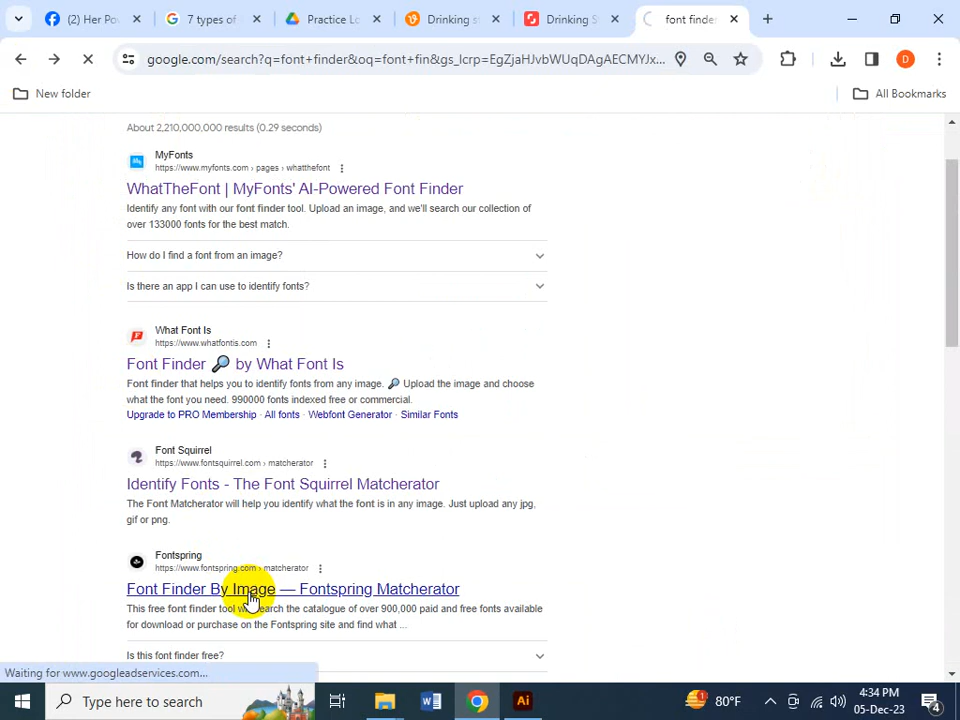 (2) Her Po
7 types of
Practice Lo
Drinking st
Drinking S
font finde
google.com/search?q=font+finder&oq=font+fin&gs_lcrp=EgZjaHJvbWUqDAgAECMYJx...
D
New folder
All Bookmarks
About 2,210,000,000 results (0.29 seconds)
MyFonts
https://www.myfonts.com › pages › whatthefont
WhatTheFont | MyFonts' AI-Powered Font Finder
Identify any font with our font finder tool. Upload an image, and we'll search our collection of
over 133000 fonts for the best match.
How do I find a font from an image?
Is there an app I can use to identify fonts?
What Font Is
https://www.whatfontis.com
Font Finder 🔎 by What Font Is
Font finder that helps you to identify fonts from any image. 🔎 Upload the image and choose
what the font you need. 990000 fonts indexed free or commercial.
Upgrade to PRO Membership · All fonts · Webfont Generator · Similar Fonts
Font Squirrel
https://www.fontsquirrel.com › matcherator
Identify Fonts - The Font Squirrel Matcherator
The Font Matcherator will help you identify what the font is in any image. Just upload any jpg,
gif or png.
Fontspring
https://www.fontspring.com › matcherator
Font Finder By Image — Fontspring Matcherator
This free font finder tool will search the catalogue of over 900,000 paid and free fonts available
for download or purchase on the Fontspring site and find what ...
Is this font finder free?
Waiting for www.googleadservices.com...
Type here to search
Ai
1
80°F
4:34 PM
05-Dec-23
4